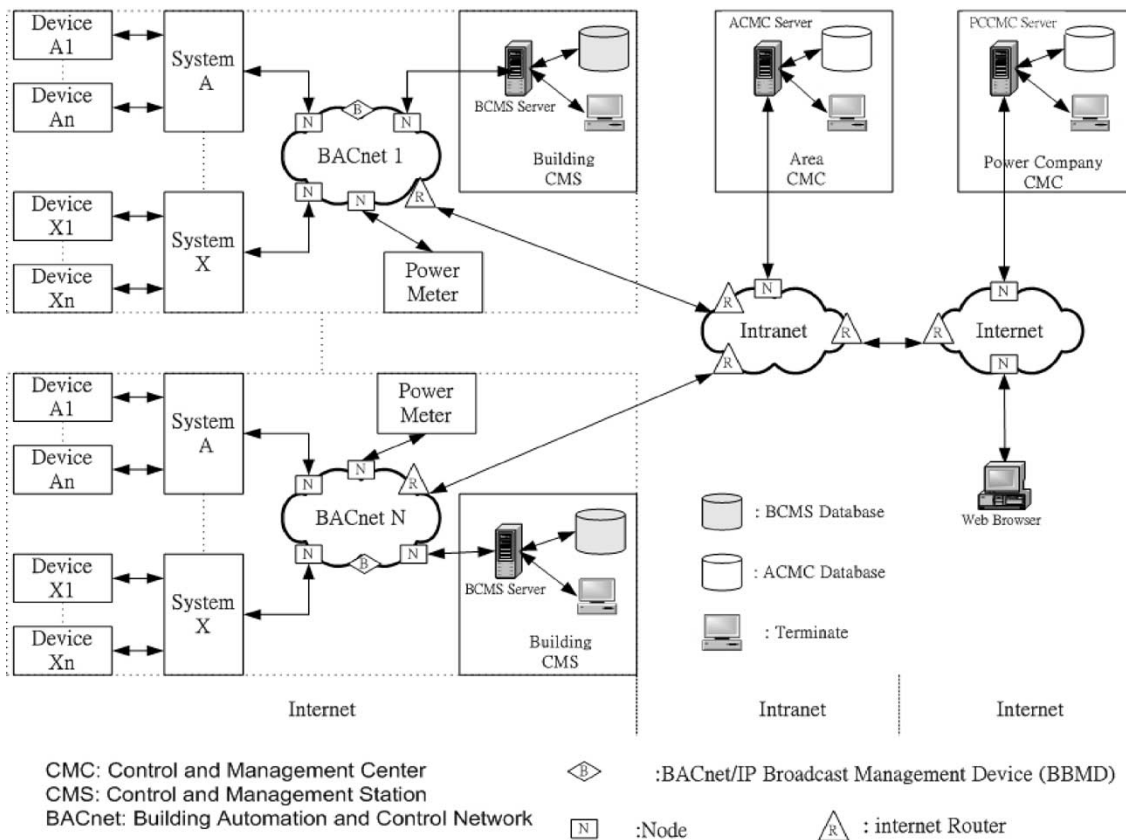 Device
A1
Device
An
System
A
Device
X1
Device
Xn
System
X
N
B
N
BACnet 1
N
N
R
Power
Meter
BCMS Server
Building
CMS
ACMC Server
Area
CMC
PCCMC Server
Power Company
CMC
N
R
Intranet
R
R
N
R
Internet
N
Web Browser
Device
A1
Device
An
System
A
Device
X1
Device
Xn
System
X
Power
Meter
N
N
R
BACnet N
N
B
N
BCMS Server
Building
CMS
: BCMS Database
: ACMC Database
: Terminate
Internet
Intranet
Internet
CMC: Control and Management Center
CMS: Control and Management Station
BACnet: Building Automation and Control Network
B :BACnet/IP Broadcast Management Device (BBMD)
N :Node
R : internet Router